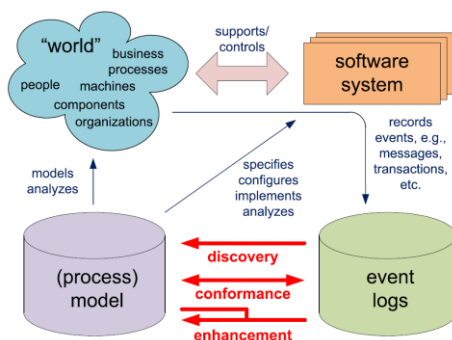 “world”
business
processes
people
machines
components
organizations
supports/
controls
software
system
records
events, e.g.,
messages,
transactions,
etc.
models
analyzes
specifies
configures
implements
analyzes
(process)
model
discovery
conformance
enhancement
event
logs